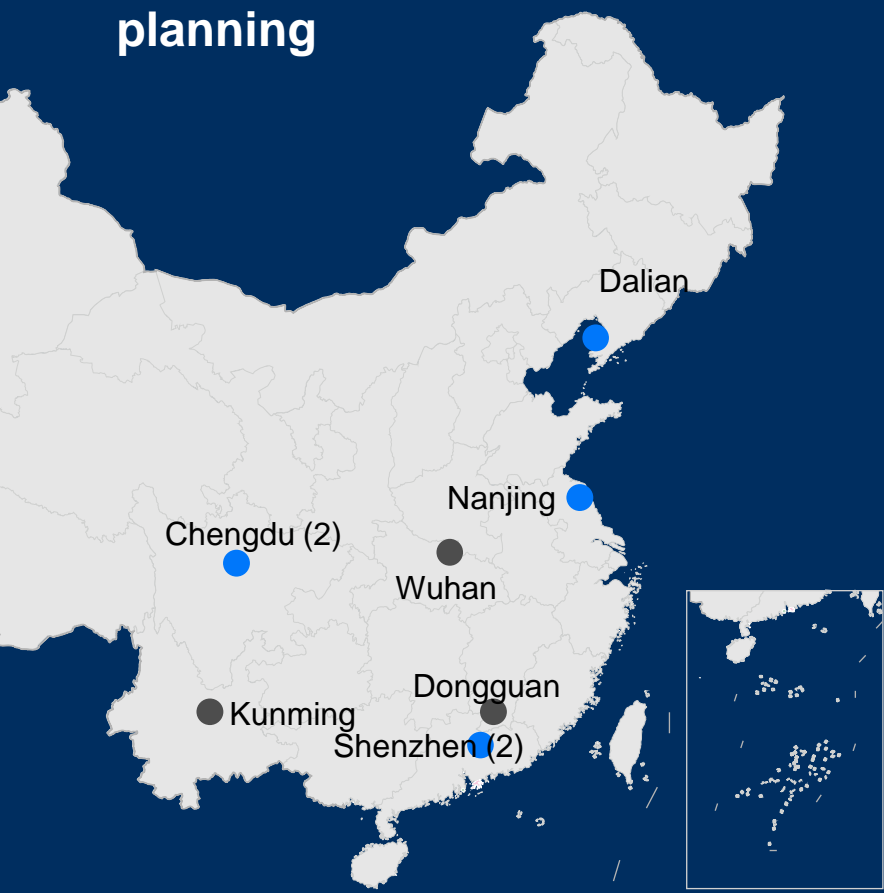 planning
Dalian
Nanjing
Chengdu (2)
Wuhan
Dongguan
Kunming
Shenzhen (2)